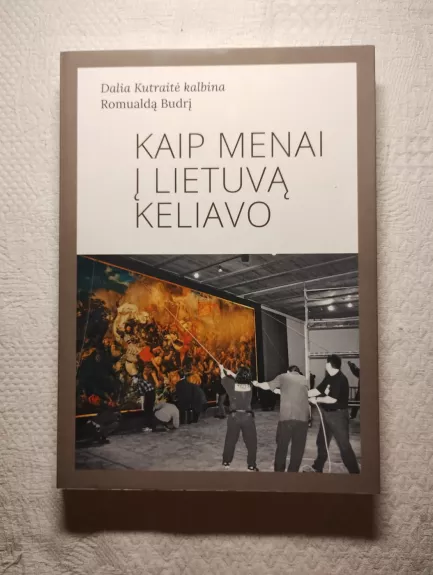 Dalia Kutraitė kalbina
Romualdą Budrį
KAIP MENAI
Į LIETUVĄ
KELIAVO